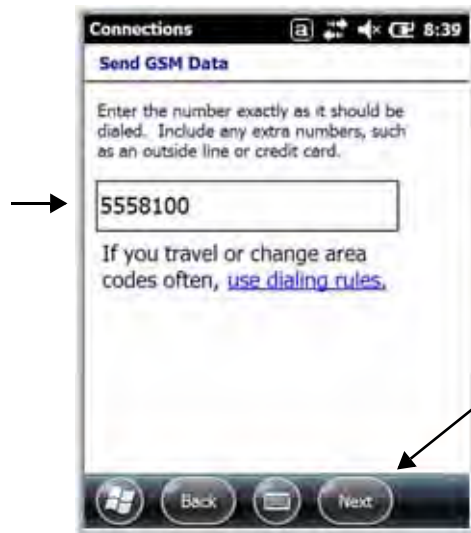 Connections a 8:39
Send GSM Data
Enter the number exactly as it should be
dialed. Include any extra numbers, such
as an outside line or credit card.
5558100
If you travel or change area
codes often, use dialing rules.
Back Next